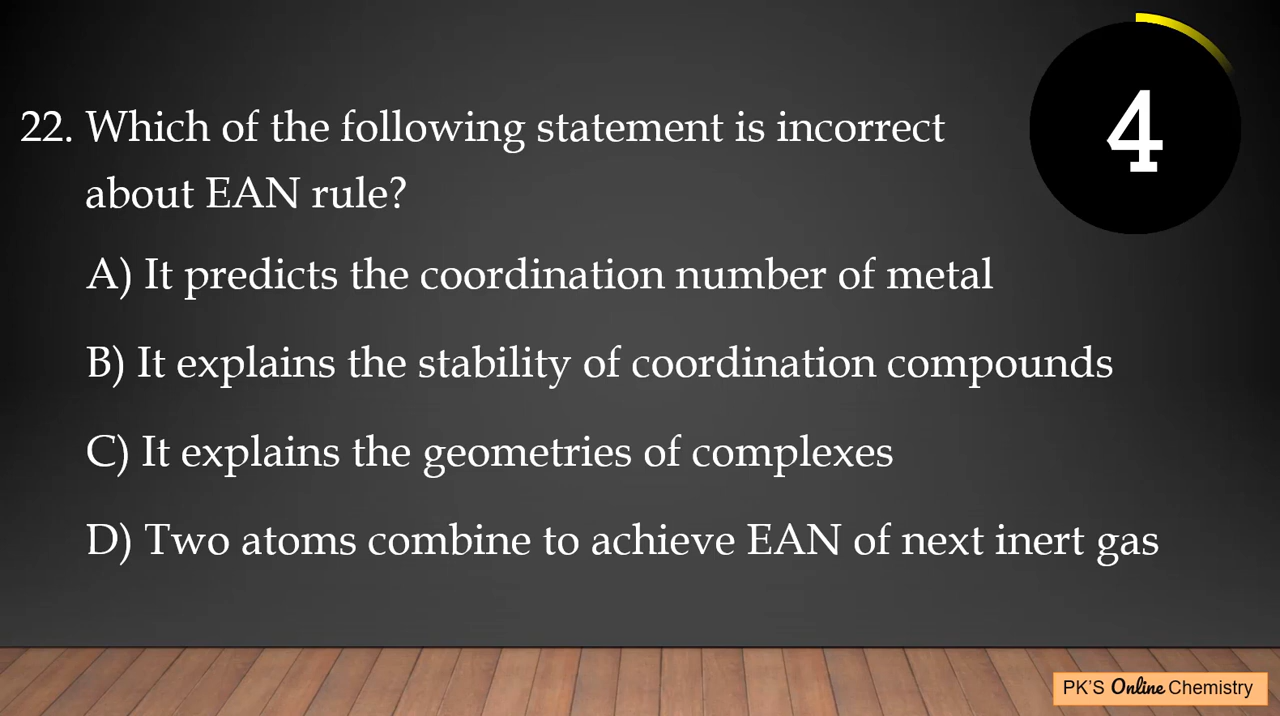 4
22. Which of the following statement is incorrect
about EAN rule?
A) It predicts the coordination number of metal
B) It explains the stability of coordination compounds
C) It explains the geometries of complexes
D) Two atoms combine to achieve EAN of next inert gas
PK'S Online Chemistry